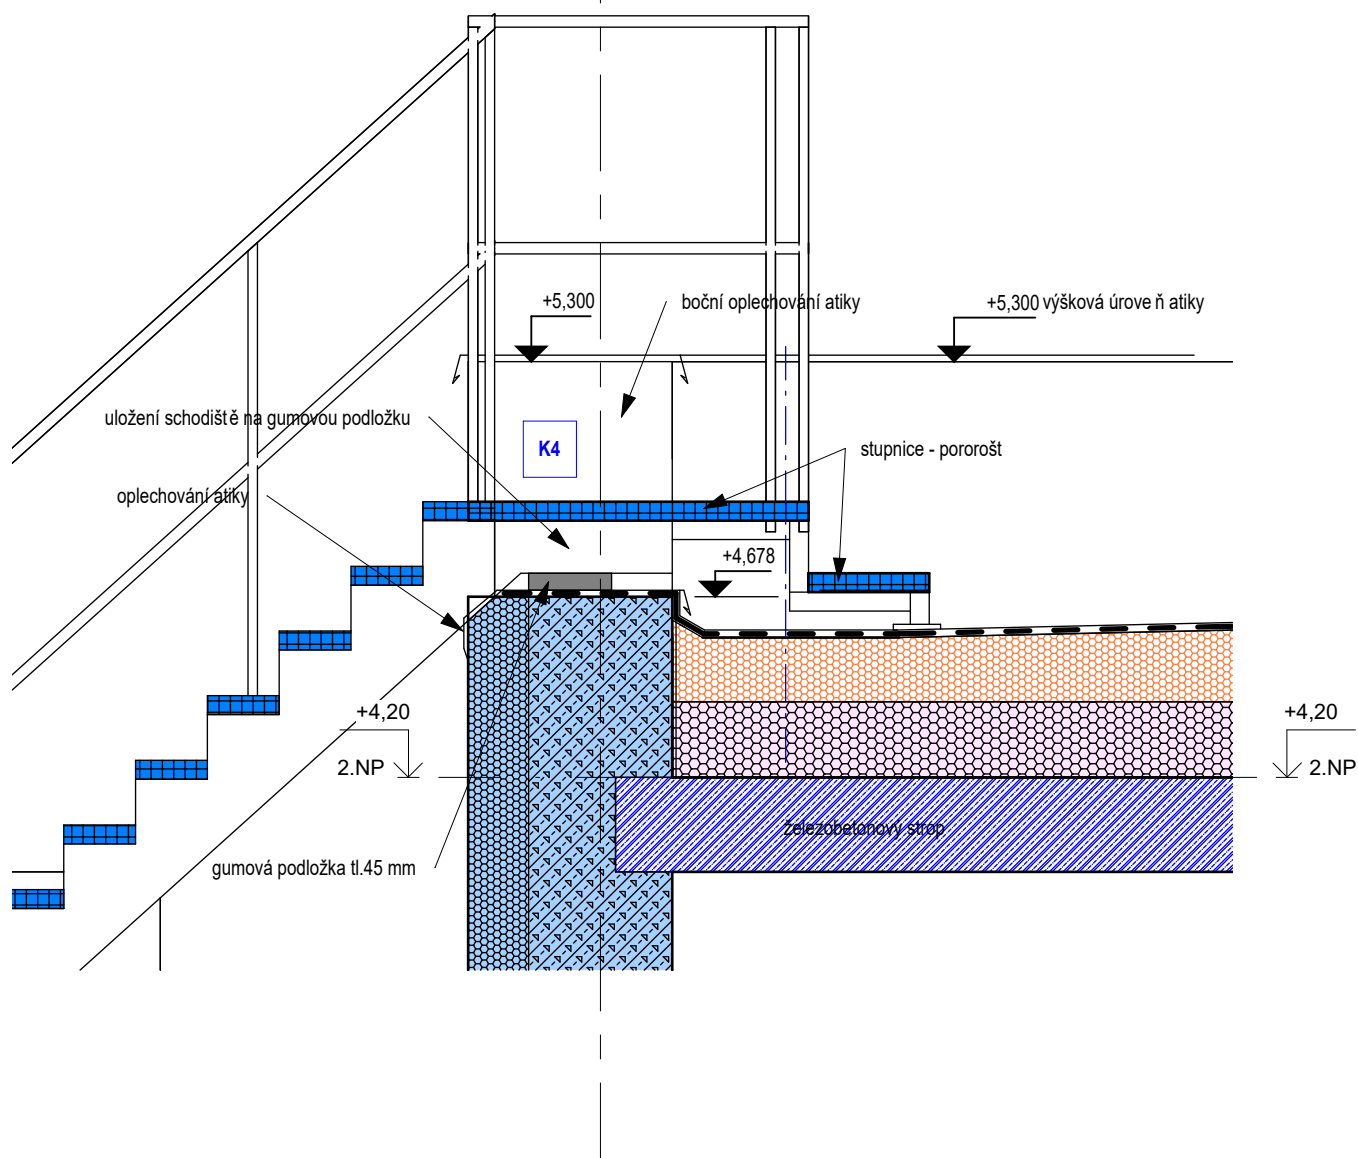 +5,300
boční oplechování atiky
+5,300 výšková úrove ň atiky
uložení schodiště na gumovou podložku
K4
stupnice - pororošt
oplechování atiky
+4,678
+4,20
2.NP
+4,20
2.NP
železobetonový strop
gumová podložka tl.45 mm